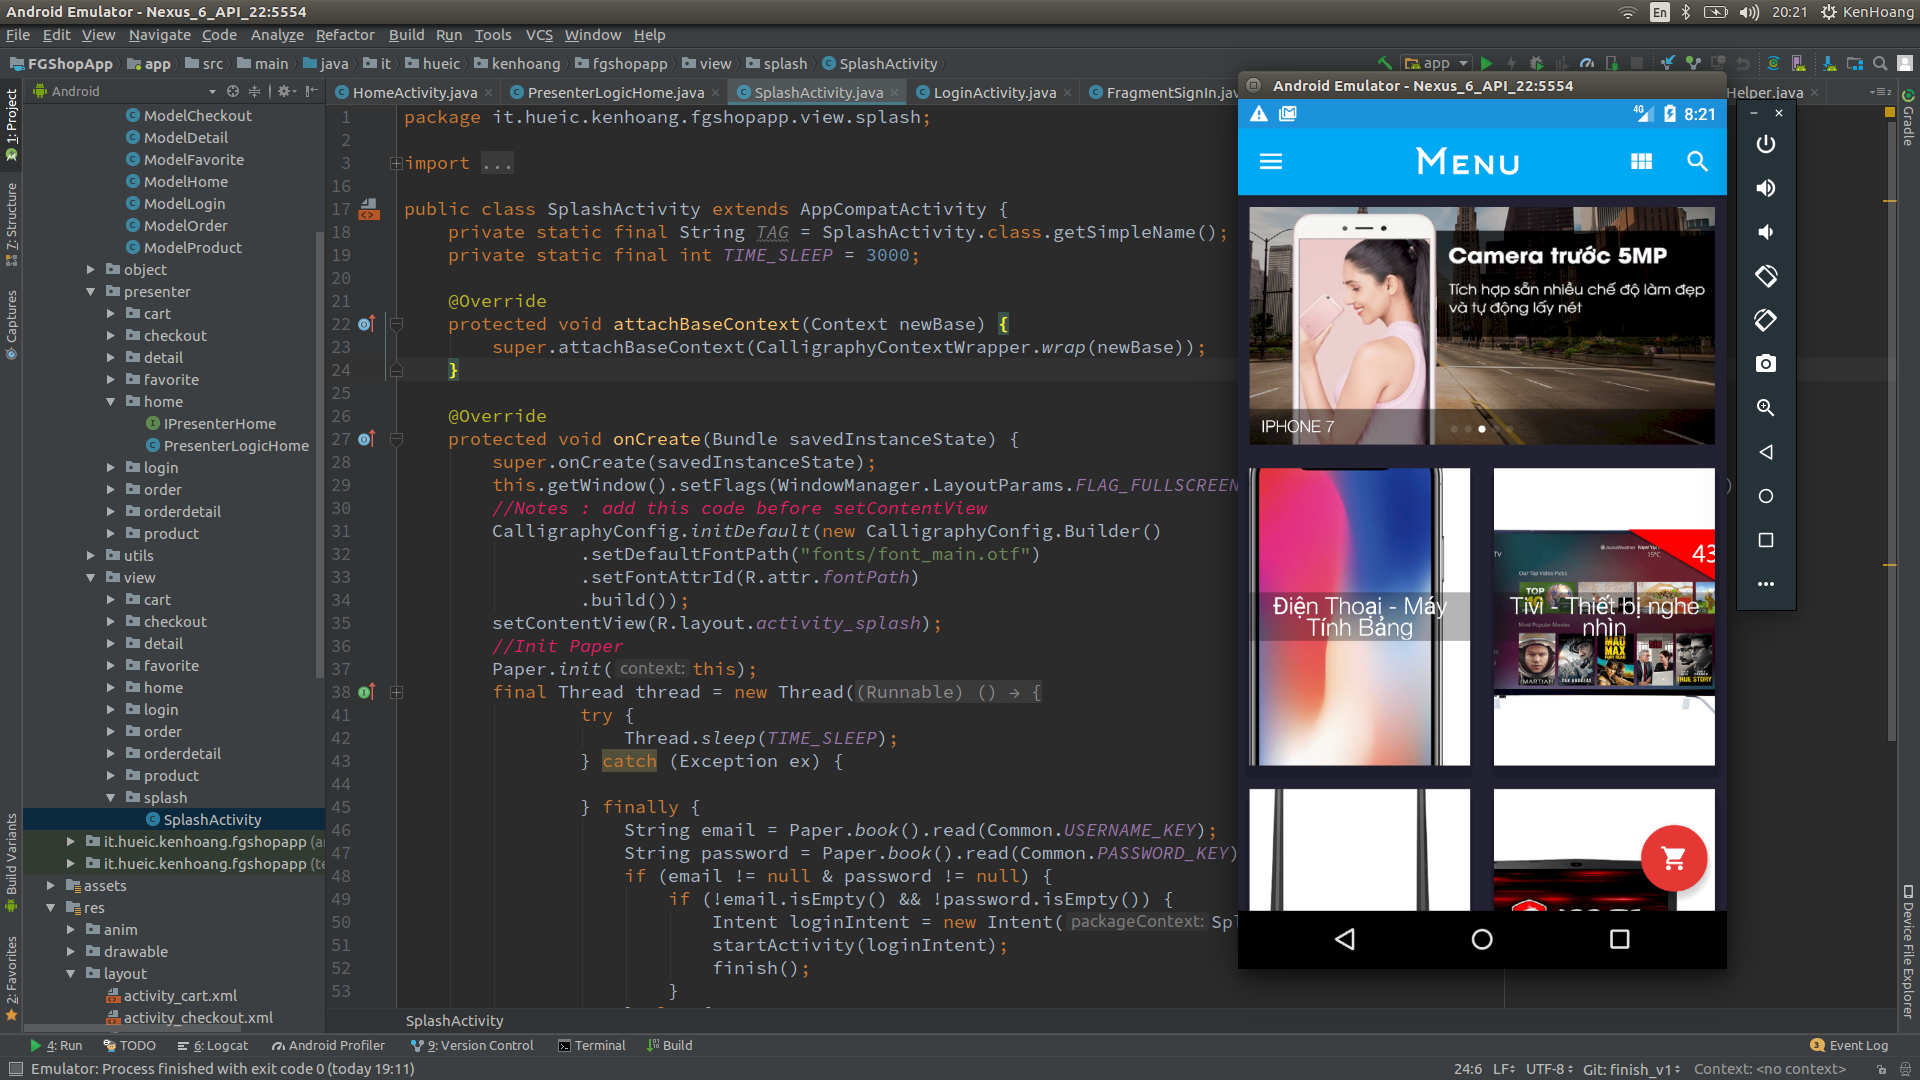 Android Emulator - Nexus_6_API_22:5554
En
20:21
KenHoang
File Edit View Navigate Code Analyze Refactor Build Run Tools VCS Window Help
FGShopApp app src main java it hueic kenhoang fgshopapp view splash SplashActivity
app
1: Project
Z: Structure
Captures
Build Variants
2: Favorites
Android
ModelCheckout
ModelDetail
ModelFavorite
ModelHome
ModelLogin
ModelOrder
ModelProduct
object
presenter
cart
checkout
detail
favorite
home
IPresenterHome
PresenterLogicHome
login
order
orderdetail
product
utils
view
cart
checkout
detail
favorite
home
login
order
orderdetail
product
splash
SplashActivity
it.hueic.kenhoang.fgshopapp (a
it.hueic.kenhoang.fgshopapp (te
assets
res
anim
drawable
layout
activity_cart.xml
activity_checkout.xml
HomeActivity.java PresenterLogicHome.java SplashActivity.java LoginActivity.java FragmentSignIn.jav Helper.java
1 package it.hueic.kenhoang.fgshopapp.view.splash;
2
3 import ...
16
17 public class SplashActivity extends AppCompatActivity {
18 private static final String TAG = SplashActivity.class.getSimpleName();
19 private static final int TIME_SLEEP = 3000;
20
21 @Override
22 protected void attachBaseContext(Context newBase) {
23 super.attachBaseContext(CalligraphyContextWrapper.wrap(newBase));
24 }
25
26 @Override
27 protected void onCreate(Bundle savedInstanceState) {
28 super.onCreate(savedInstanceState);
29 this.getWindow().setFlags(WindowManager.LayoutParams.FLAG_FULLSCREEN )
30 //Notes : add this code before setContentView
31 CalligraphyConfig.initDefault(new CalligraphyConfig.Builder()
32 .setDefaultFontPath("fonts/font_main.otf")
33 .setFontAttrId(R.attr.fontPath)
34 .build());
35 setContentView(R.layout.activity_splash);
36 //Init Paper
37 Paper.init( context: this);
38 final Thread thread = new Thread((Runnable) () → {
41 try {
42 Thread.sleep(TIME_SLEEP);
43 } catch (Exception ex) {
44
45 } finally {
46 String email = Paper.book().read(Common.USERNAME_KEY);
47 String password = Paper.book().read(Common.PASSWORD_KEY)
48 if (email != null & password != null) {
49 if (!email.isEmpty() && !password.isEmpty()) {
50 Intent loginIntent = new Intent( packageContext: Spl
51 startActivity(loginIntent);
52 finish();
53 }
SplashActivity
Android Emulator - Nexus_6_API_22:5554
4G
8:21
Menu
Camera trước 5MP
Tích hợp sẵn nhiều chế độ làm đẹp
và tự động lấy nét
IPHONE 7
Điện Thoại - Máy
Tính Bảng
43
Our Top Video Picks
TOP
Most Popular Movies
MARTIAN
MAD MAX
TRUE STORY
Tivi - Thiết bị nghe
nhìn
Gradle
Device File Explorer
4: Run TODO 6: Logcat Android Profiler 9: Version Control Terminal Build
3 Event Log
Emulator: Process finished with exit code 0 (today 19:11)
24:6 LF UTF-8 Git: finish_v1 Context: <no context>